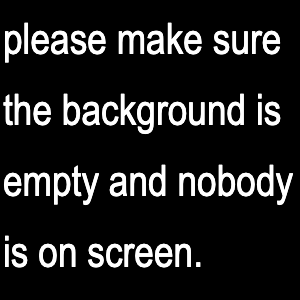 please make sure
the background is
empty and nobody
is on screen.